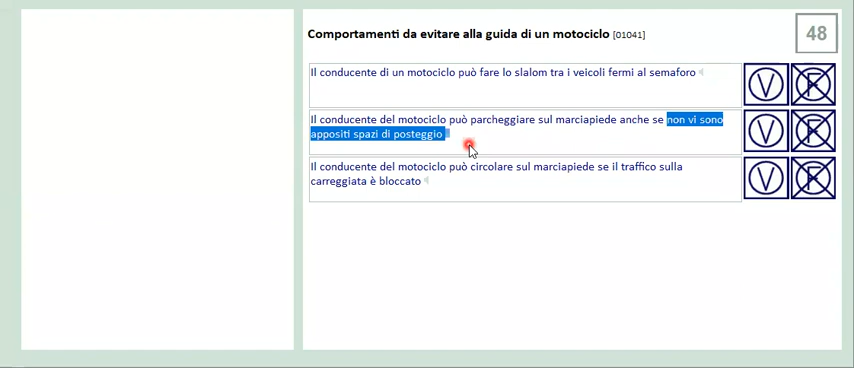 Comportamenti da evitare alla guida di un motociclo [01041]
48
Il conducente di un motociclo può fare lo slalom tra i veicoli fermi al semaforo
V F
Il conducente del motociclo può parcheggiare sul marciapiede anche se non vi sono
appositi spazi di posteggio
V F
Il conducente del motociclo può circolare sul marciapiede se il traffico sulla
carreggiata è bloccato
V F